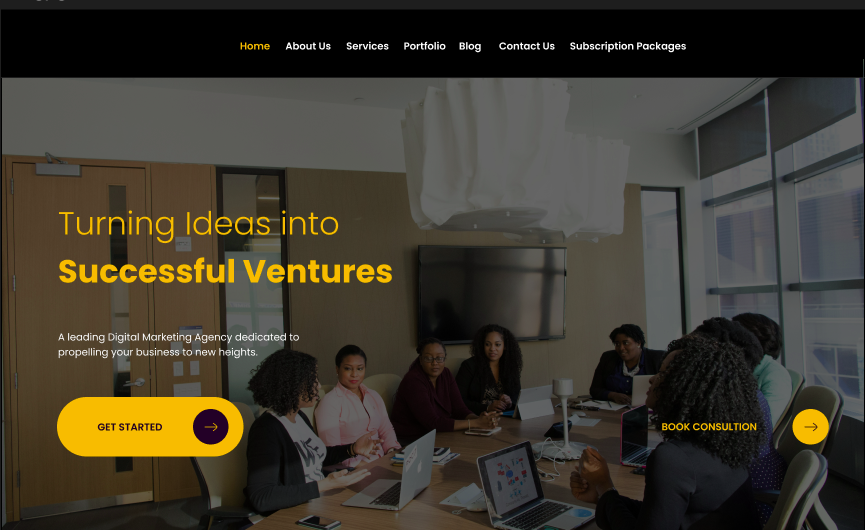 Home About Us Services Portfolio Blog Contact Us Subscription Packages
Turning Ideas into
Successful Ventures
A leading Digital Marketing Agency dedicated to
propelling your business to new heights.
GET STARTED
BOOK CONSULTION